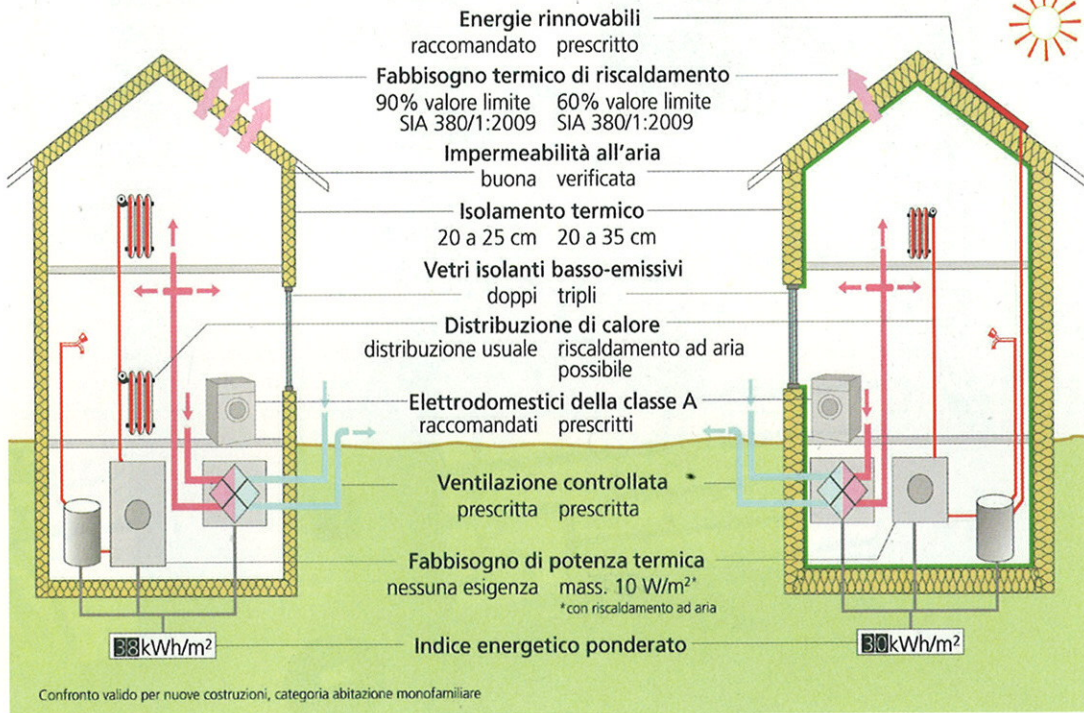 Energie rinnovabili
raccomandato prescritto
Fabbisogno termico di riscaldamento
90% valore limite 60% valore limite
SIA 380/1:2009 SIA 380/1:2009
Impermeabilità all'aria
buona verificata
Isolamento termico
20 a 25 cm 20 a 35 cm
Vetri isolanti basso-emissivi
doppi tripli
Distribuzione di calore
distribuzione usuale riscaldamento ad aria
possibile
Elettrodomestici della classe A
raccomandati prescritti
Ventilazione controllata
prescritta prescritta
Fabbisogno di potenza termica
nessuna esigenza mass. 10 W/m²*
*con riscaldamento ad aria
38kWh/m² Indice energetico ponderato 30kWh/m²
Confronto valido per nuove costruzioni, categoria abitazione monofamiliare